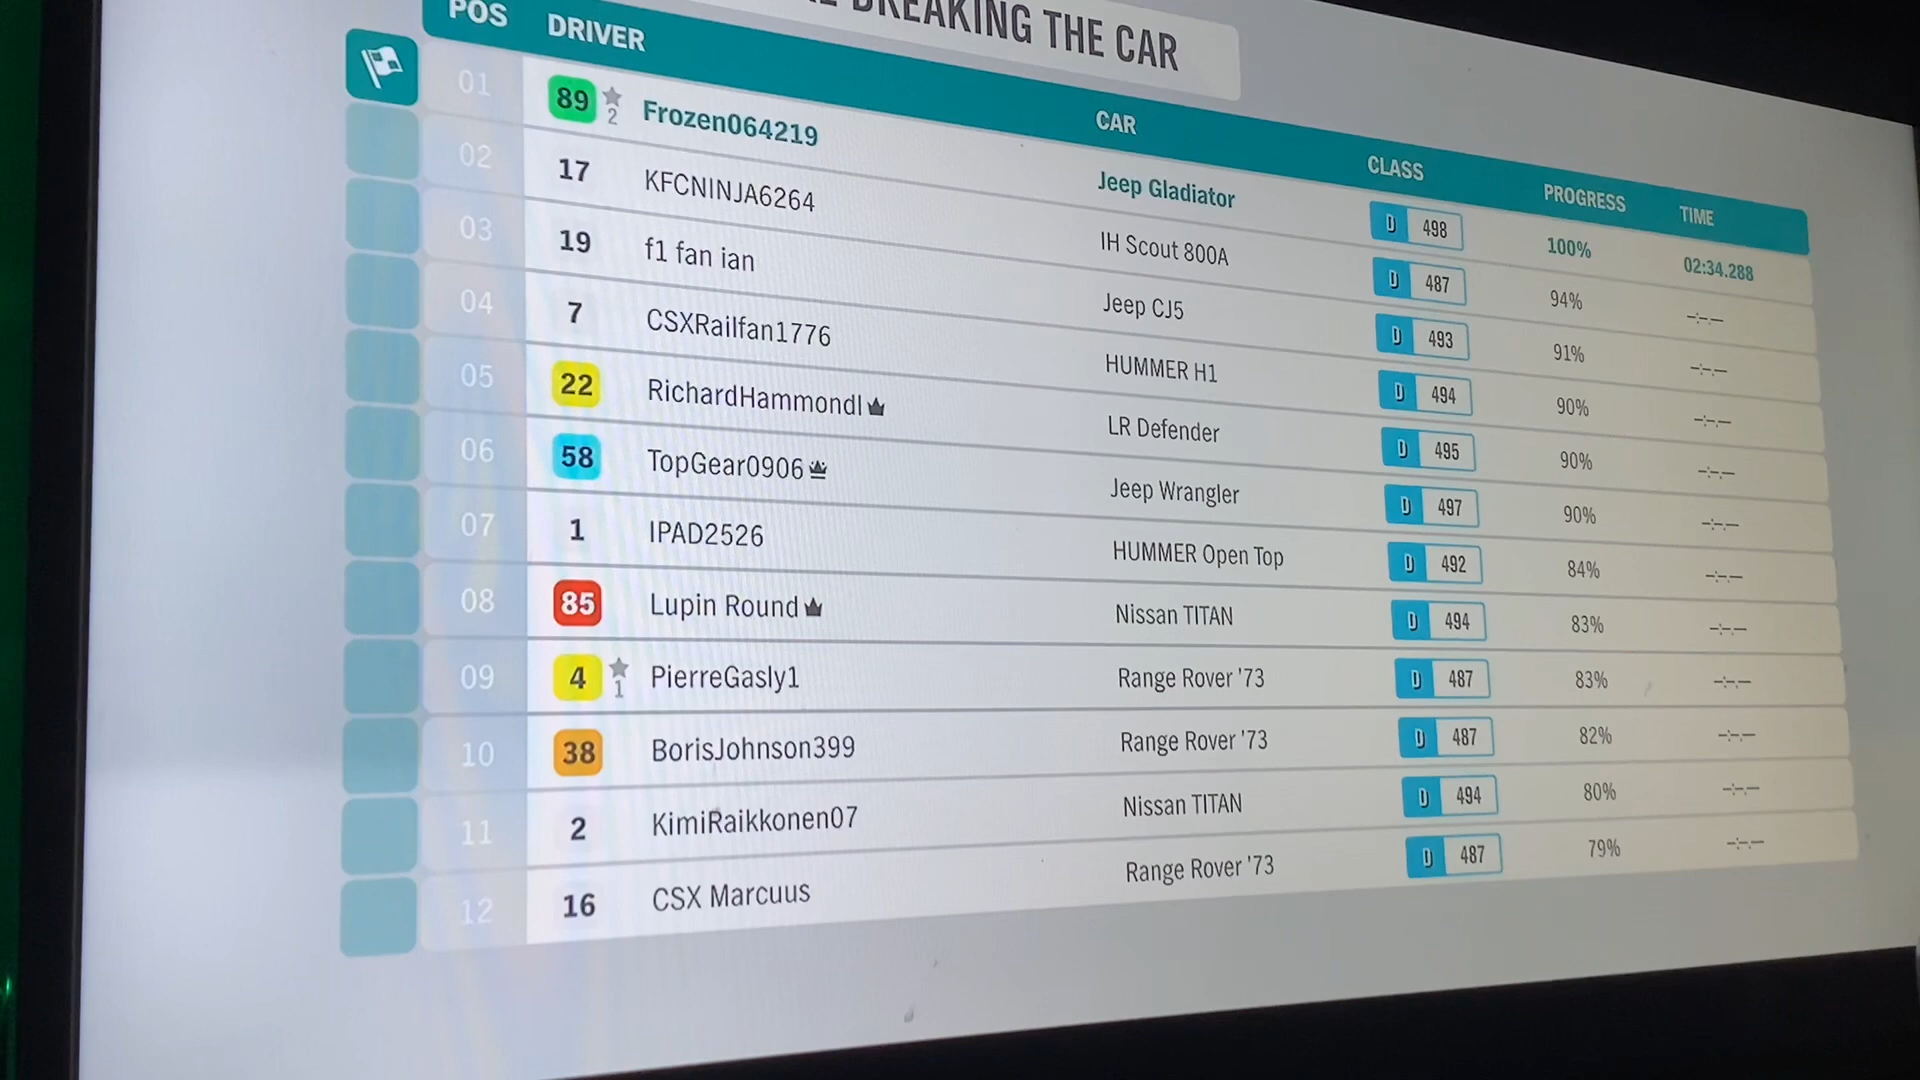 BREAKING THE CAR
POS DRIVER CAR CLASS PROGRESS TIME
01 89 2 Frozen064219 Jeep Gladiator D 498 100% 02:34.288
02 17 KFCNINJA6264 IH Scout 800A D 487 94% --:--.---
03 19 f1 fan ian Jeep CJ5 D 493 91% --:--.---
04 7 CSXRailfan1776 HUMMER H1 D 494 90% --:--.---
05 22 RichardHammondl LR Defender D 495 90% --:--.---
06 58 TopGear0906 Jeep Wrangler D 497 90% --:--.---
07 1 IPAD2526 HUMMER Open Top D 492 84% --:--.---
08 85 Lupin Round Nissan TITAN D 494 83% --:--.---
09 4 1 PierreGasly1 Range Rover '73 D 487 83% --:--.---
10 38 BorisJohnson399 Range Rover '73 D 487 82% --:--.---
11 2 KimiRaikkonen07 Nissan TITAN D 494 80% --:--.---
12 16 CSX Marcuus Range Rover '73 D 487 79% --:--.---